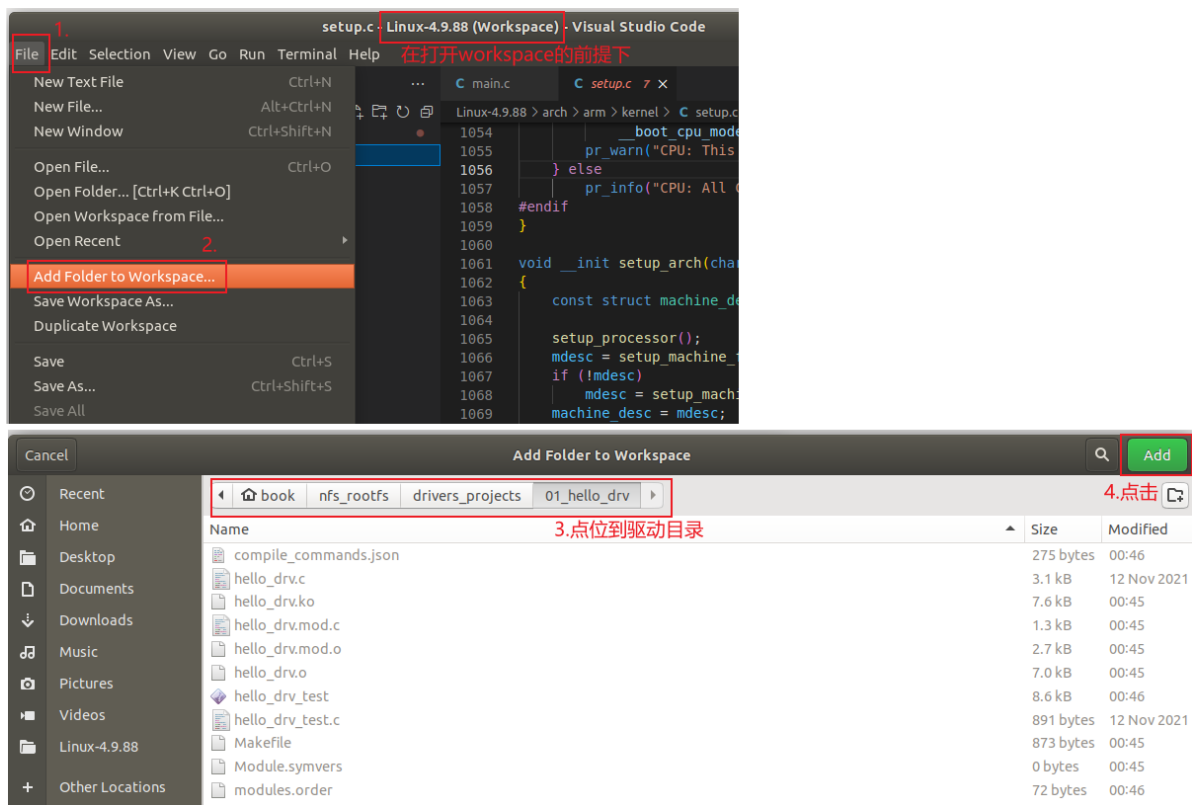 setup.c - Linux-4.9.88 (Workspace) - Visual Studio Code
1.
File Edit Selection View Go Run Terminal Help
在打开workspace的前提下
New Text File Ctrl+N
New File... Alt+Ctrl+N
New Window Ctrl+Shift+N
Open File... Ctrl+O
Open Folder... [Ctrl+K Ctrl+O]
Open Workspace from File...
Open Recent
2.
Add Folder to Workspace...
Save Workspace As...
Duplicate Workspace
Save Ctrl+S
Save As... Ctrl+Shift+S
Save All
... C main.c C setup.c 7 ×
Linux-4.9.88 > arch > arm > kernel > C setup.c
1054 __boot_cpu_mode
1055 pr_warn("CPU: This
1056 } else
1057 pr_info("CPU: All
1058 #endif
1059 }
1060
1061 void __init setup_arch(char
1062 {
1063 const struct machine_de
1064
1065 setup_processor();
1066 mdesc = setup_machine_
1067 if (!mdesc)
1068 mdesc = setup_machi
1069 machine_desc = mdesc;
Cancel Add Folder to Workspace Add
4.点击
Recent
Home
Desktop
Documents
Downloads
Music
Pictures
Videos
Linux-4.9.88
+ Other Locations
book nfs_rootfs drivers_projects 01_hello_drv
3.点位到驱动目录
Name Size Modified
compile_commands.json 275 bytes 00:46
hello_drv.c 3.1 kB 12 Nov 2021
hello_drv.ko 7.6 kB 00:45
hello_drv.mod.c 1.3 kB 00:45
hello_drv.mod.o 2.7 kB 00:45
hello_drv.o 7.0 kB 00:45
hello_drv_test 8.6 kB 00:46
hello_drv_test.c 891 bytes 12 Nov 2021
Makefile 873 bytes 00:45
Module.symvers 0 bytes 00:45
modules.order 72 bytes 00:46